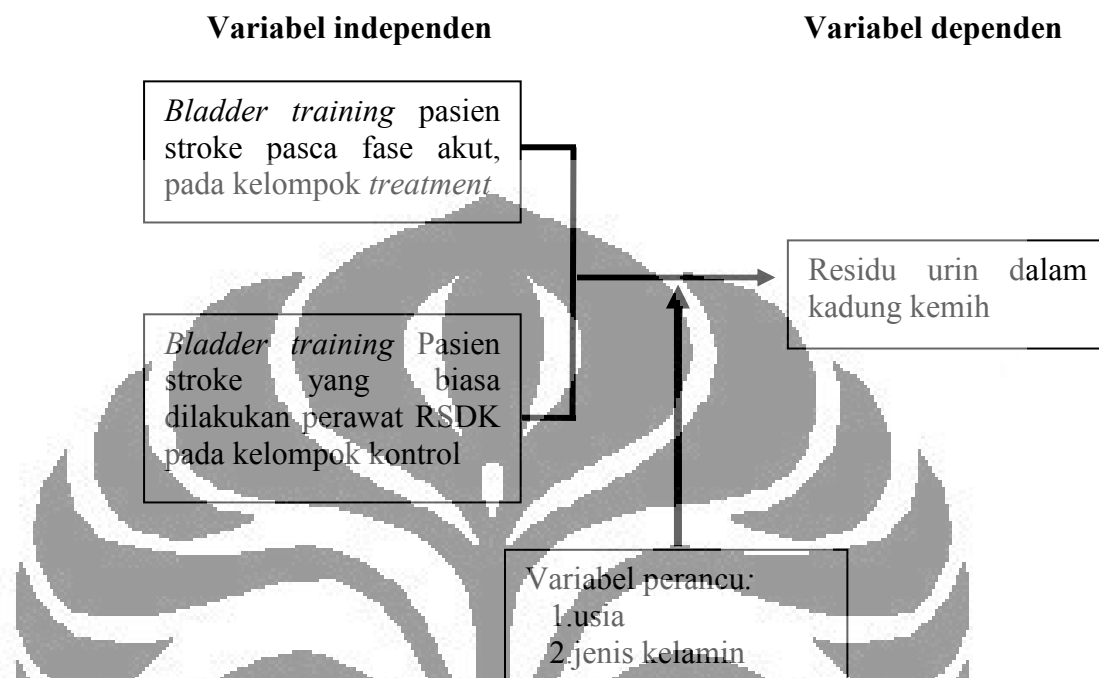 Variabel independen
Variabel dependen
Bladder training pasien
stroke pasca fase akut,
pada kelompok treatment
Residu urin dalam
kadung kemih
Bladder training Pasien
stroke yang biasa
dilakukan perawat RSDK
pada kelompok kontrol
Variabel perancu:
1.usia
2.jenis kelamin